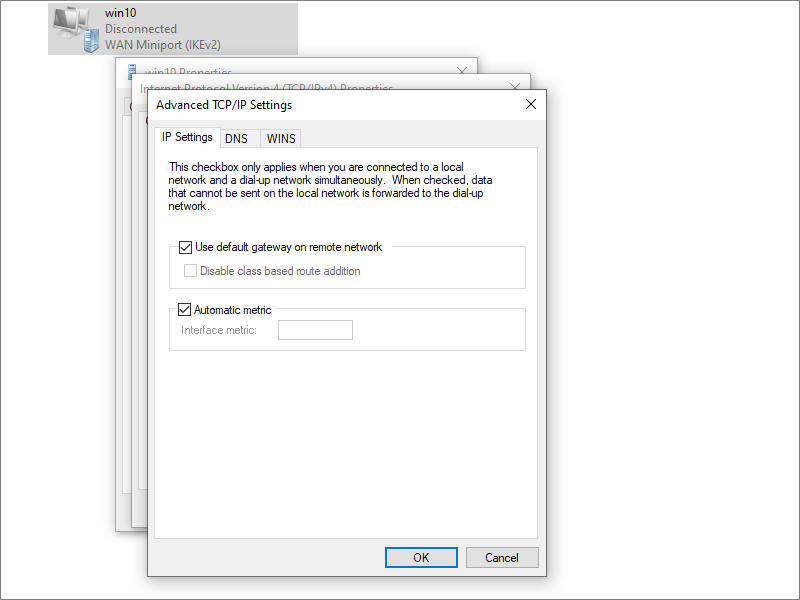 win10
Disconnected
WAN Miniport (IKEv2)
win10 Properties
Internet Protocol Version 4 (TCP/IPv4) Properties
Advanced TCP/IP Settings
IP Settings
DNS
WINS
This checkbox only applies when you are connected to a local
network and a dial-up network simultaneously. When checked, data
that cannot be sent on the local network is forwarded to the dial-up
network.
Use default gateway on remote network
Disable class based route addition
Automatic metric
Interface metric:
OK
Cancel